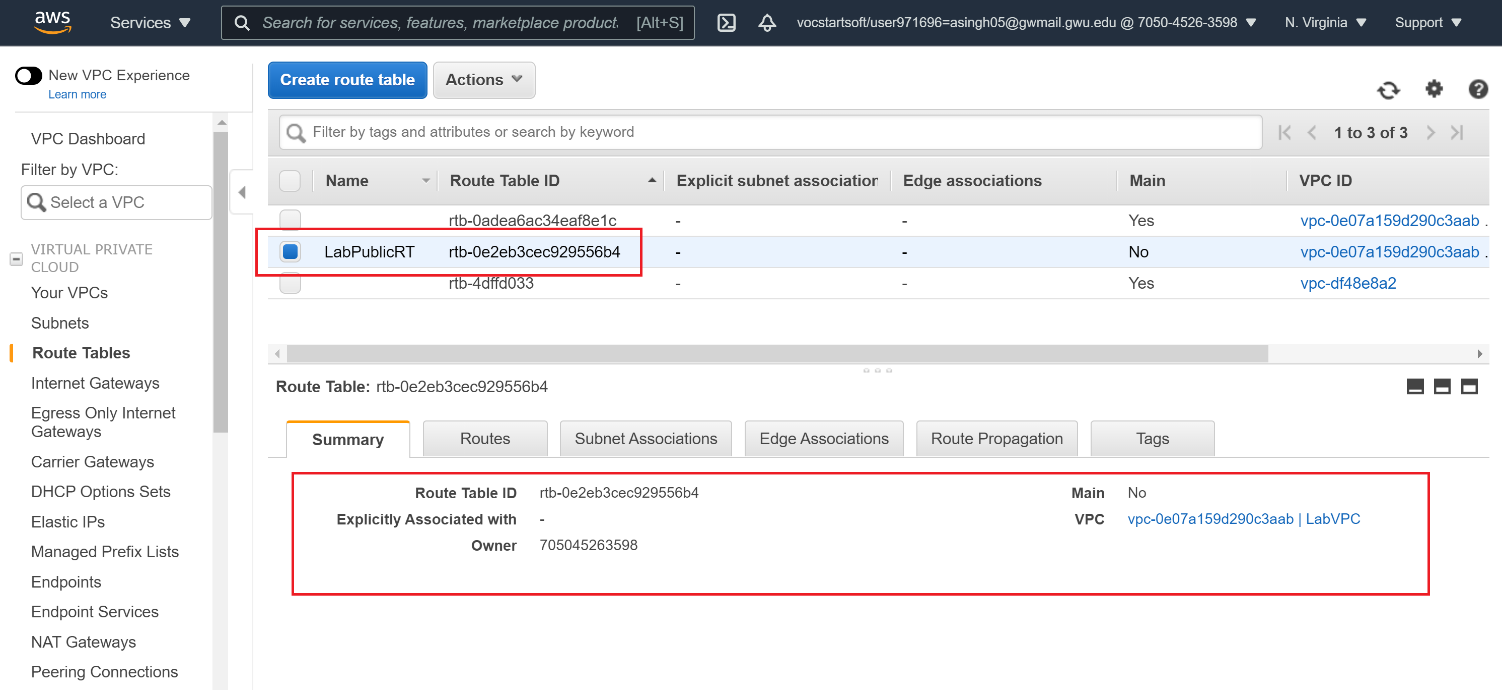 aws Services Search for services, features, marketplace product: [Alt+S] vocstartsoft/user971696=asingh05@gwmail.gwu.edu @ 7050-4526-3598 N. Virginia Support
New VPC Experience
Learn more
VPC Dashboard
Filter by VPC:
Select a VPC
VIRTUAL PRIVATE
CLOUD
Your VPCs
Subnets
Route Tables
Internet Gateways
Egress Only Internet
Gateways
Carrier Gateways
DHCP Options Sets
Elastic IPs
Managed Prefix Lists
Endpoints
Endpoint Services
NAT Gateways
Peering Connections
Create route table Actions
Filter by tags and attributes or search by keyword 1 to 3 of 3
Name Route Table ID Explicit subnet association Edge associations Main VPC ID
rtb-0adea6ac34eaf8e1c - - Yes vpc-0e07a159d290c3aab .
LabPublicRT rtb-0e2eb3cec929556b4 - - No vpc-0e07a159d290c3aab .
rtb-4dffd033 - - Yes vpc-df48e8a2
Route Table: rtb-0e2eb3cec929556b4
Summary Routes Subnet Associations Edge Associations Route Propagation Tags
Route Table ID rtb-0e2eb3cec929556b4 Main No
Explicitly Associated with - VPC vpc-0e07a159d290c3aab | LabVPC
Owner 705045263598